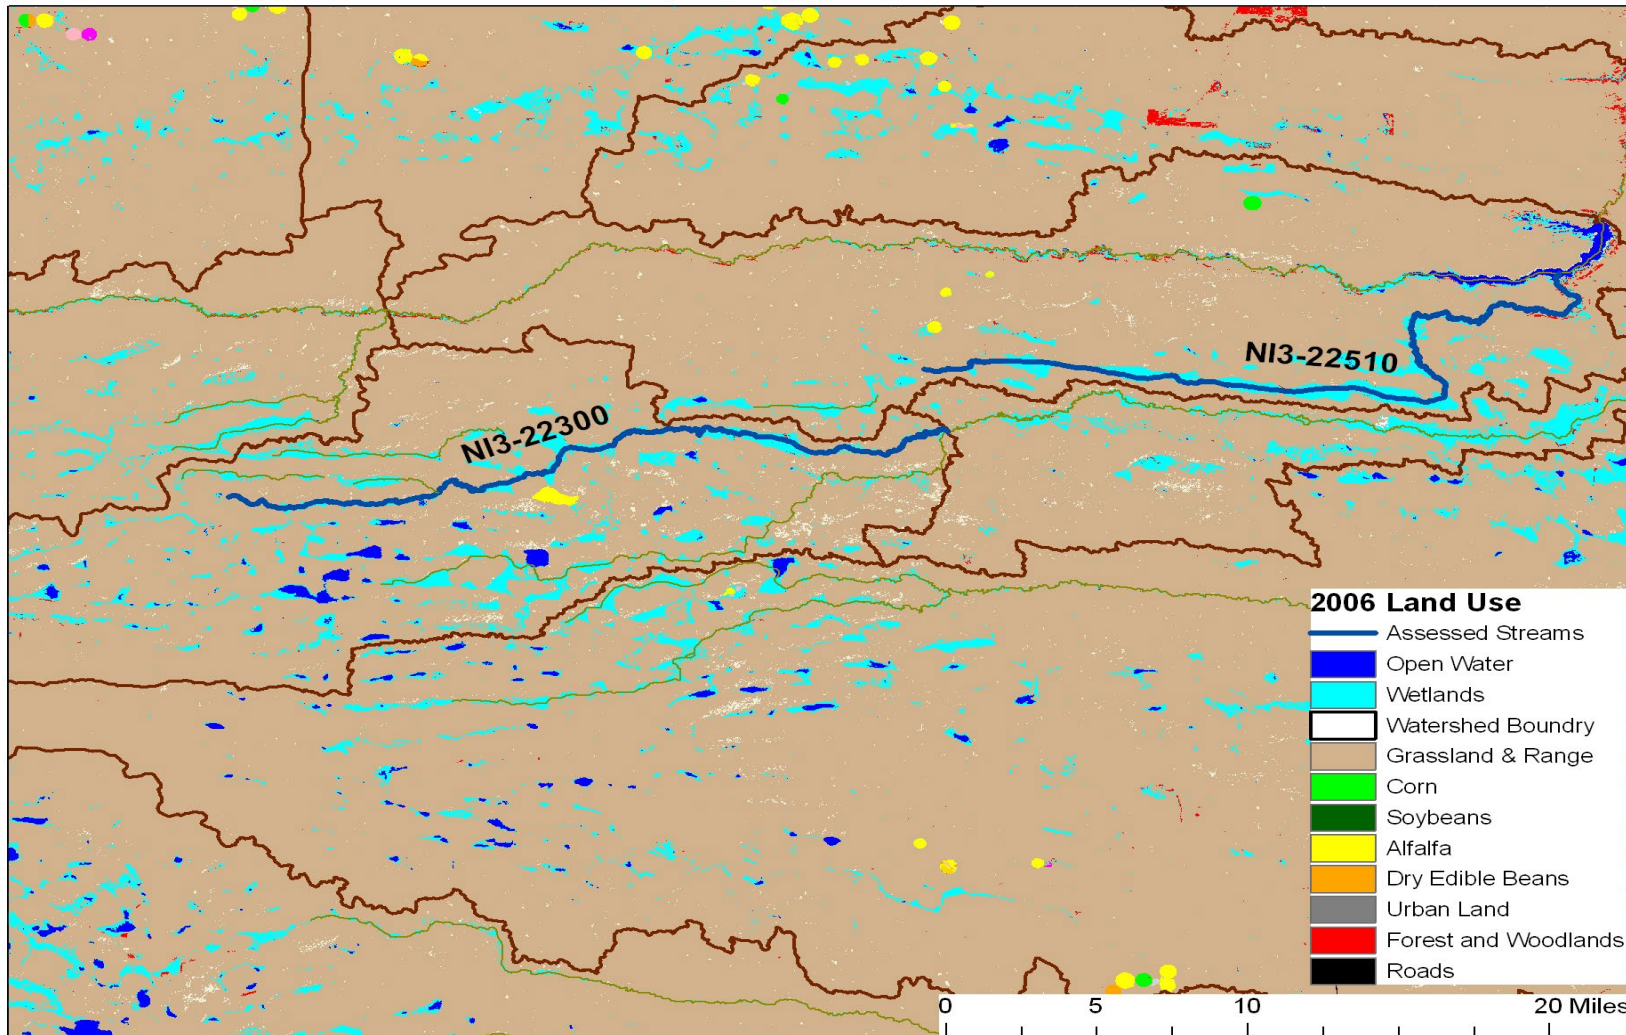 NI3-22510
NI3-22300
2006 Land Use
Assessed Streams
Open Water
Wetlands
Watershed Boundry
Grassland & Range
Corn
Soybeans
Alfalfa
Dry Edible Beans
Urban Land
Forest and Woodlands
Roads
0 5 10 20 Miles